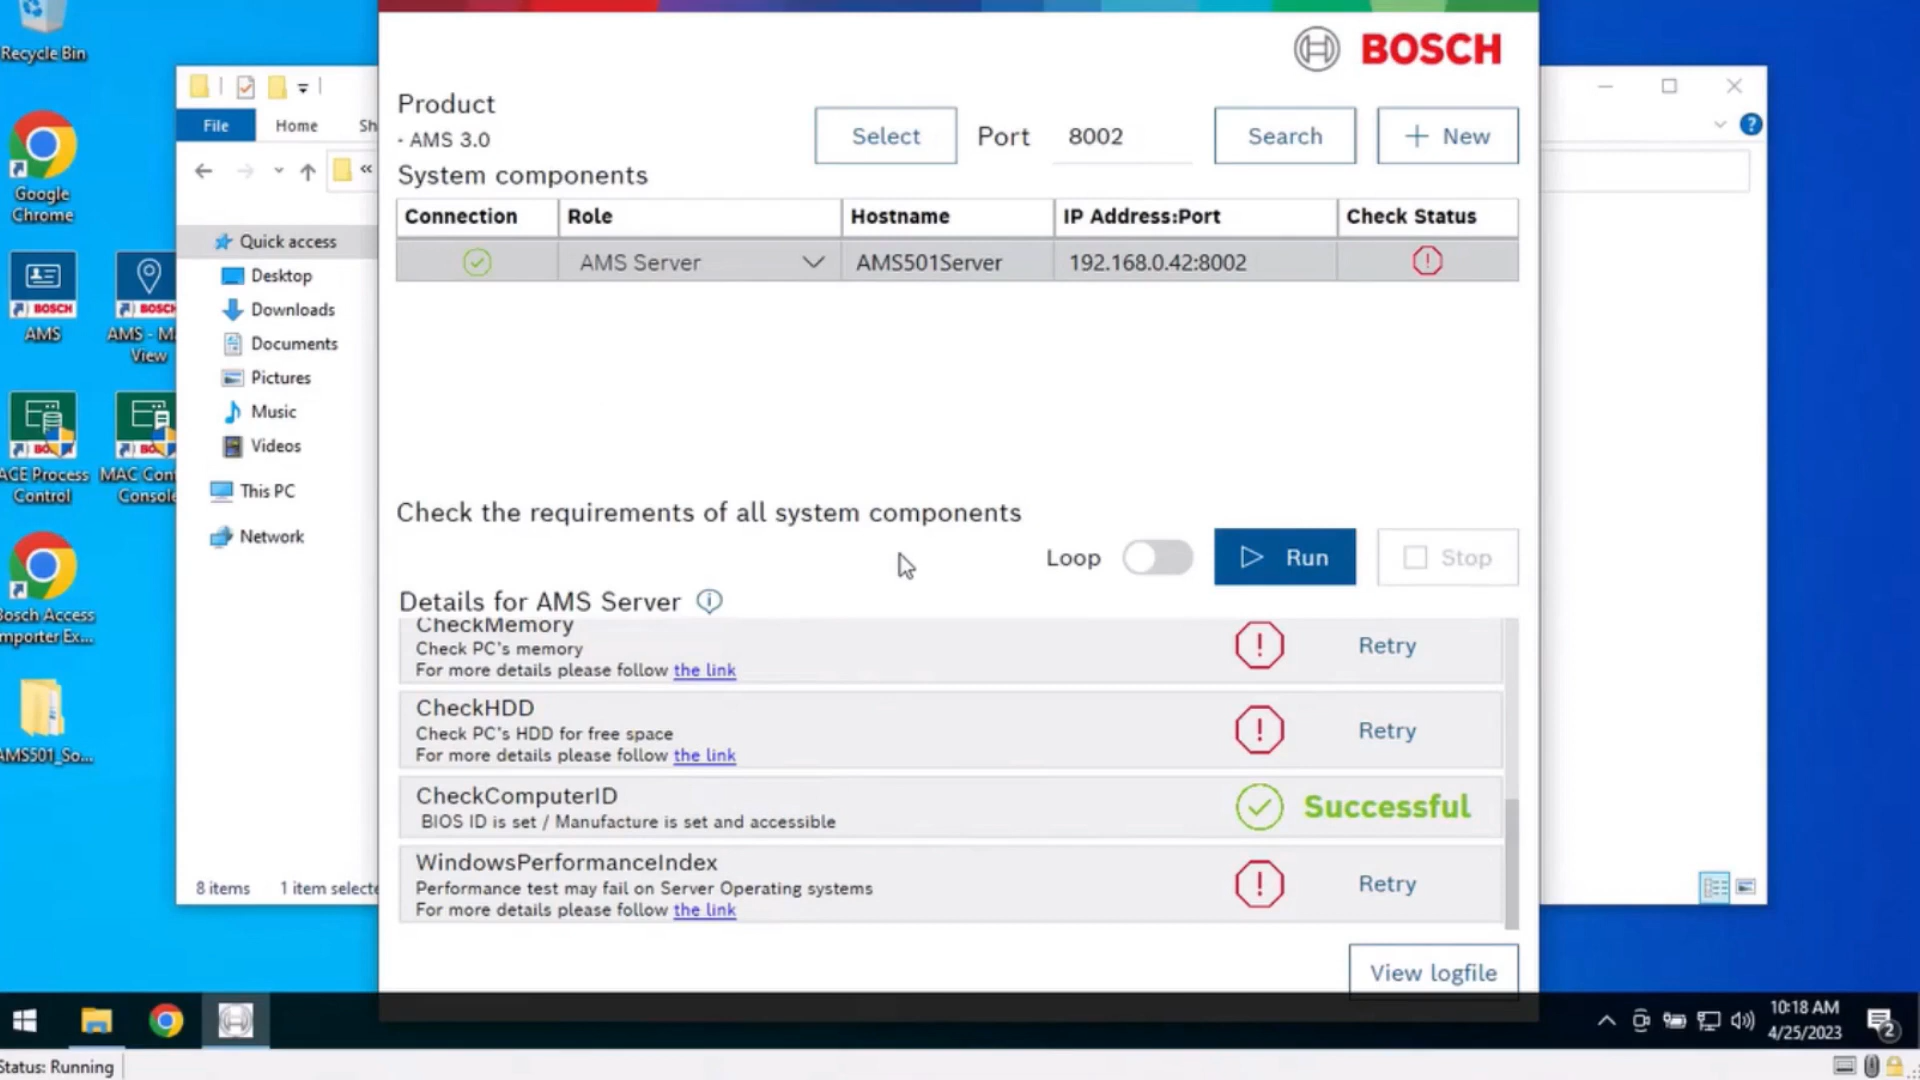 Recycle Bin
Google
Chrome
BOSCH
AMS
BOSCH
AMS - M
View
ACE Process
Control
MAC Con
Console
Bosch Access
Importer Ex...
AMS501_So...
File
Home
Sh
Quick access
Desktop
Downloads
Documents
Pictures
Music
Videos
This PC
Network
8 items
1 item selecte
BOSCH
Product
- AMS 3.0
Select
Port
8002
Search
+ New
System components
Connection
Role
Hostname
IP Address:Port
Check Status
AMS Server
AMS501Server
192.168.0.42:8002
Check the requirements of all system components
Loop
Run
Stop
Details for AMS Server
CheckMemory
Check PC's memory
For more details please follow the link
Retry
CheckHDD
Check PC's HDD for free space
For more details please follow the link
Retry
CheckComputerID
BIOS ID is set / Manufacture is set and accessible
Successful
WindowsPerformanceIndex
Performance test may fail on Server Operating systems
For more details please follow the link
Retry
View logfile
10:18 AM
4/25/2023
2
Status: Running